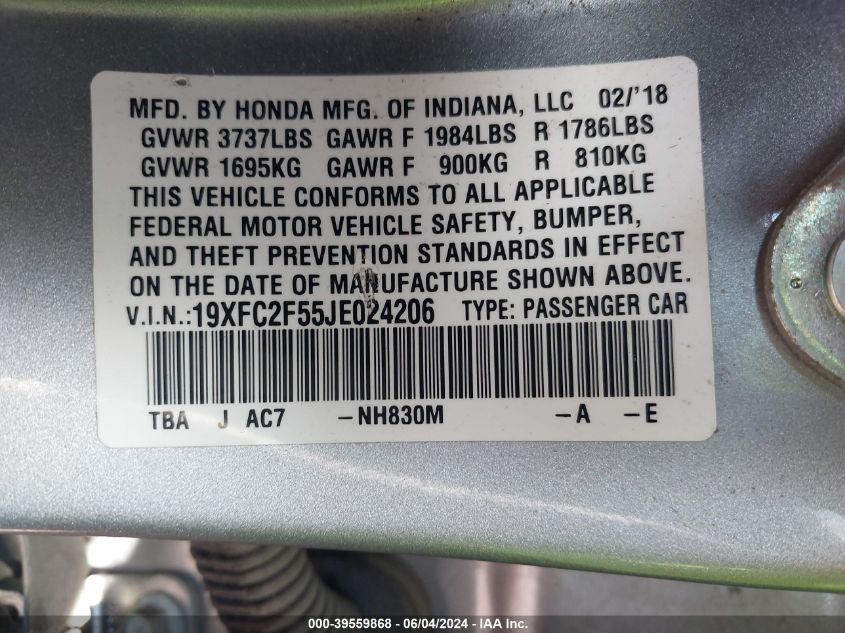 MFD. BY HONDA MFG. OF INDIANA, LLC 02/'18
GVWR 3737LBS GAWR F 1984LBS R 1786LBS
GVWR 1695KG GAWR F 900KG R 810KG
THIS VEHICLE CONFORMS TO ALL APPLICABLE
FEDERAL MOTOR VEHICLE SAFETY, BUMPER,
AND THEFT PREVENTION STANDARDS IN EFFECT
ON THE DATE OF MANUFACTURE SHOWN ABOVE.
V.I.N.:19XFC2F55JE024206 TYPE: PASSENGER CAR
TBA J AC7 -NH830M -A -E
000-39559868 - 06/04/2024 - IAA Inc.